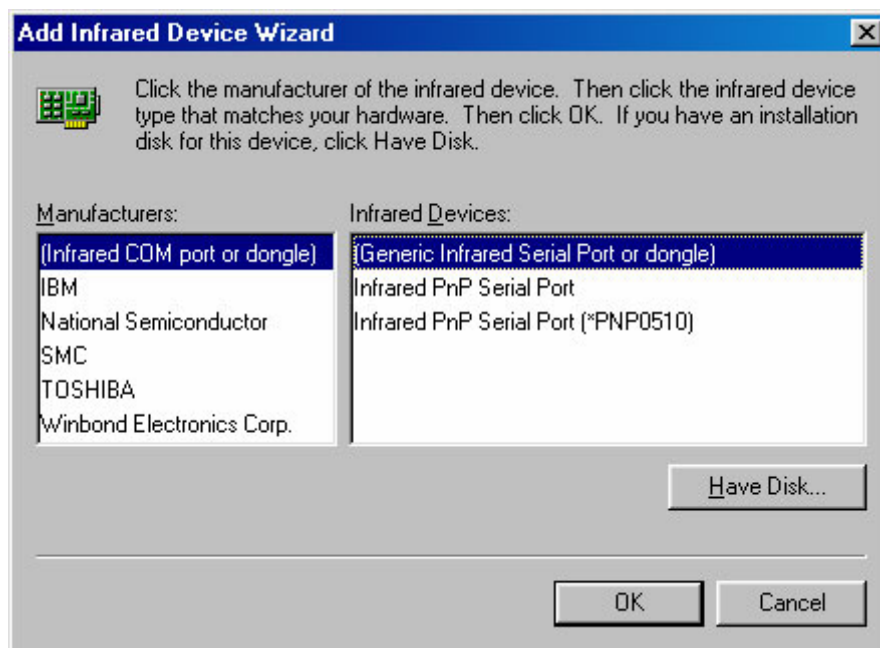 Add Infrared Device Wizard
Click the manufacturer of the infrared device. Then click the infrared device
type that matches your hardware. Then click OK. If you have an installation
disk for this device, click Have Disk.
Manufacturers:
(Infrared COM port or dongle)
IBM
National Semiconductor
SMC
TOSHIBA
Winbond Electronics Corp.
Infrared Devices:
(Generic Infrared Serial Port or dongle)
Infrared PnP Serial Port
Infrared PnP Serial Port (*PNP0510)
Have Disk...
OK
Cancel